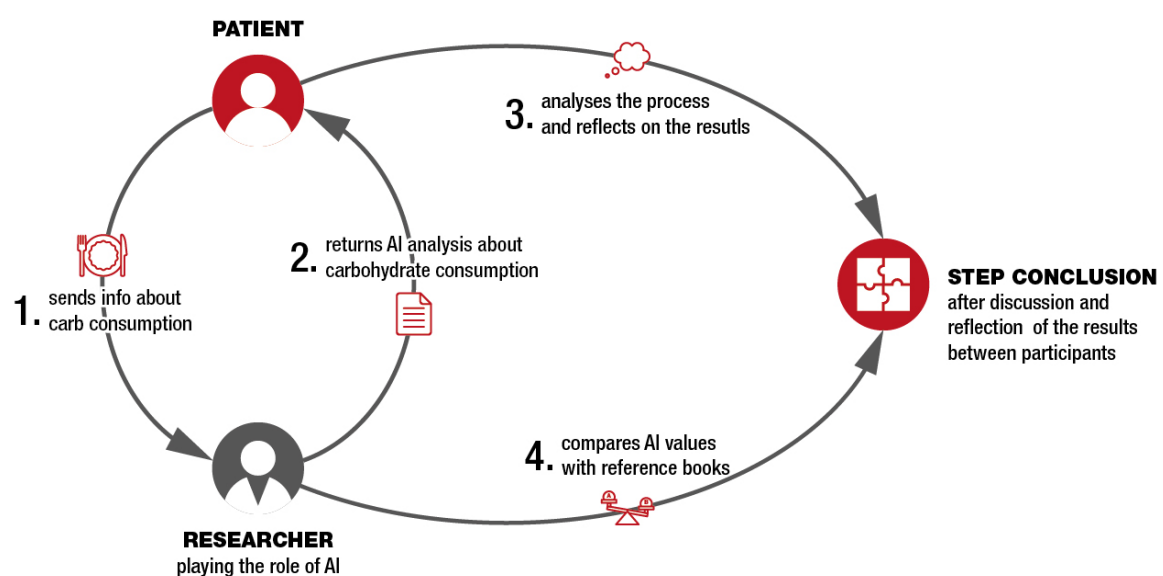 PATIENT
3. analyses the process
and reflects on the resutls
2. returns AI analysis about
carbohydrate consumption
1. sends info about
carb consumption
STEP CONCLUSION
after discussion and
reflection of the results
between participants
4. compares AI values
with reference books
A B
RESEARCHER
playing the role of AI